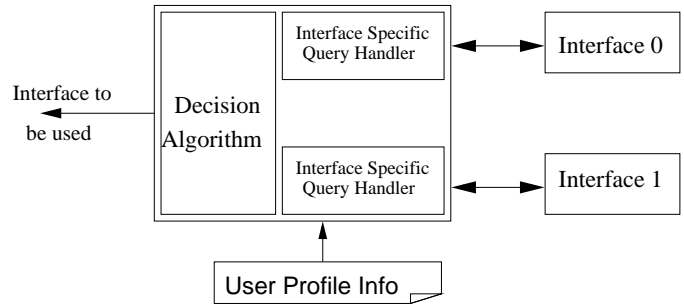 Interface to
be used
Decision
Algorithm
Interface Specific
Query Handler
Interface 0
Interface Specific
Query Handler
Interface 1
User Profile Info